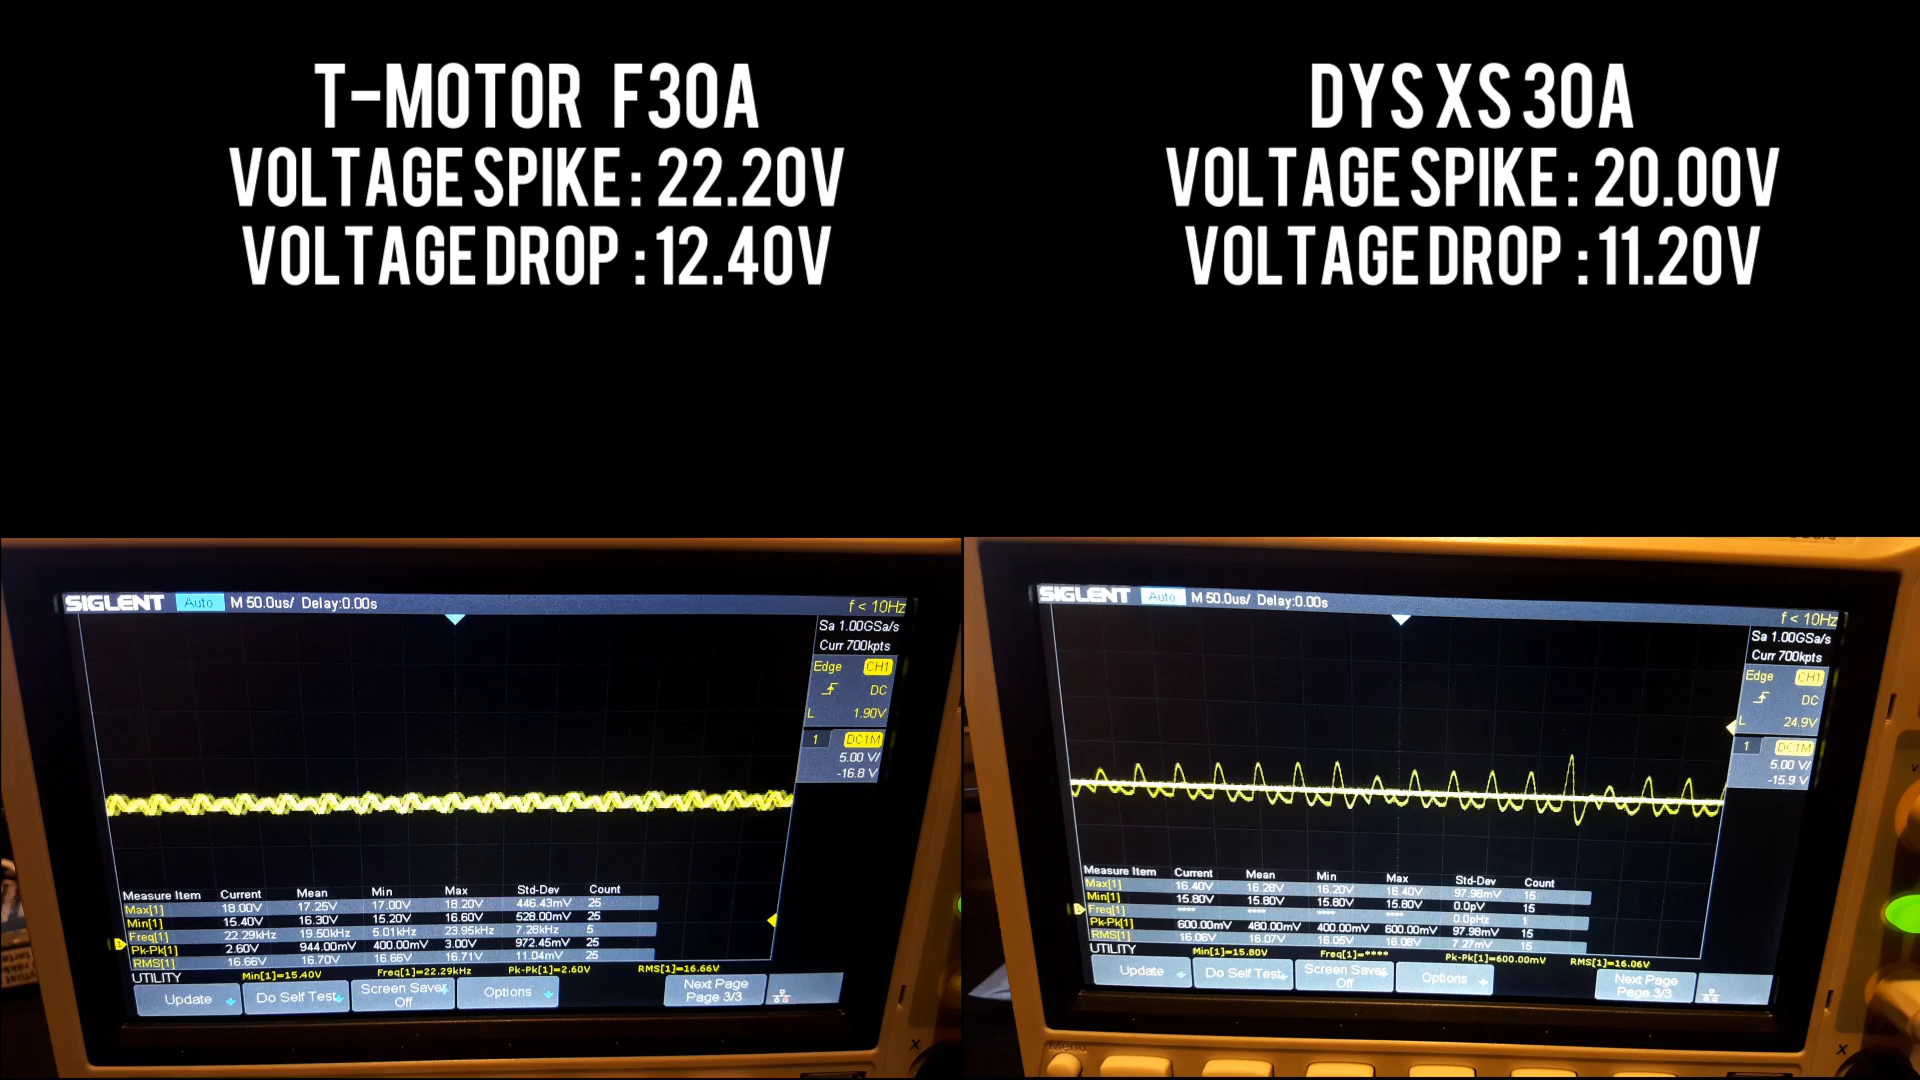 T-MOTOR F30A
VOLTAGE SPIKE : 22.20V
VOLTAGE DROP : 12.40V
DYS XS 30A
VOLTAGE SPIKE : 20.00V
VOLTAGE DROP : 11.20V
SIGLENT Auto M 50.0us/ Delay:0.00s
f < 10Hz
Sa 1.00GSa/s
Curr 700kpts
Edge CH1
DC
L 1.90V
1 DC1M
5.00 V/
-16.8 V
Measure Item Current Mean Min Max Std-Dev Count
Max[1] 18.00V 17.25V 17.00V 18.20V 446.43mV 25
Min[1] 15.40V 16.30V 15.20V 16.60V 528.00mV 25
Freq[1] 22.29kHz 19.50kHz 5.01kHz 23.95kHz 7.28kHz 5
Pk-Pk[1] 2.60V 944.00mV 400.00mV 3.00V 972.45mV 25
RMS[1] 16.66V 16.70V 16.66V 16.71V 11.04mV 25
UTILITY Min[1]=15.40V Freq[1]=22.29kHz Pk-Pk[1]=2.60V RMS[1]=16.66V
Update Do Self Test Screen Saver Off Options Next Page Page 3/3
X
SIGLENT Auto M 50.0us/ Delay:0.00s
f < 10Hz
Sa 1.00GSa/s
Curr 700kpts
Edge CH1
DC
L 24.9V
1 DC1M
5.00 V/
-15.9 V
Measure Item Current Mean Min Max Std-Dev Count
Max[1] 16.40V 16.28V 16.20V 16.40V 97.98mV 15
Min[1] 15.80V 15.80V 15.80V 15.80V 0.0pV 15
Freq[1] **** **** **** **** 0.0pHz 1
Pk-Pk[1] 600.00mV 480.00mV 400.00mV 600.00mV 97.98mV 15
RMS[1] 16.06V 16.07V 16.05V 16.08V 7.27mV 15
UTILITY Min[1]=15.80V Freq[1]=**** Pk-Pk[1]=600.00mV RMS[1]=16.06V
Update Do Self Test Screen Saver Off Options Next Page Page 3/3
Menu
X